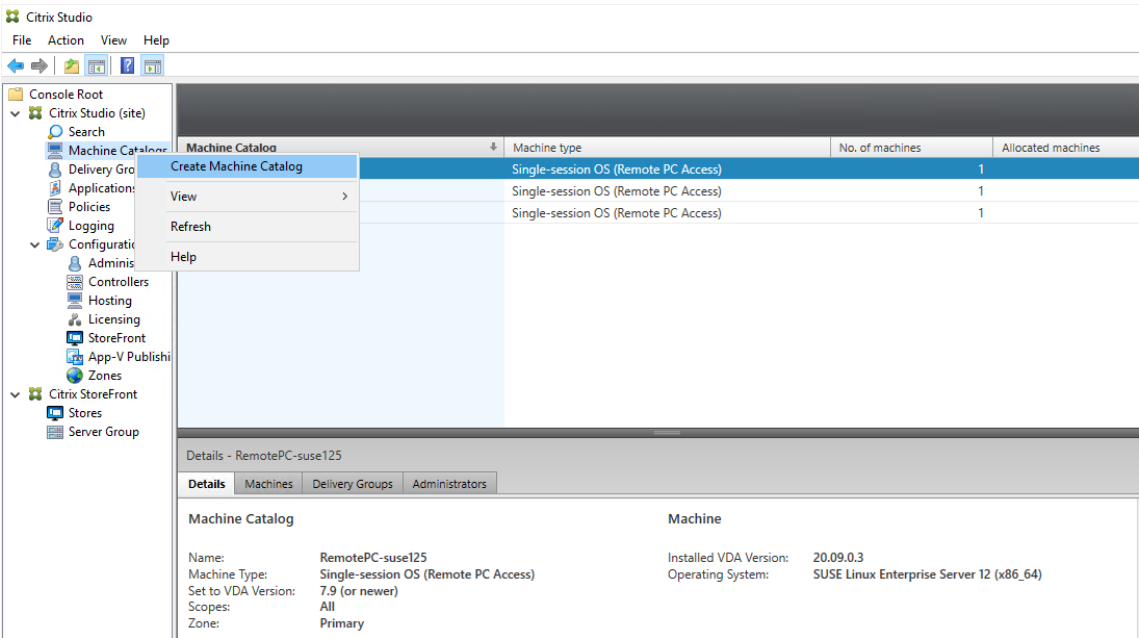 Citrix Studio
File Action View Help
Console Root
Citrix Studio (site)
Search
Machine Catalogs
Delivery Gro
Applications
Policies
Logging
Configuratio
Adminis
Controllers
Hosting
Licensing
StoreFront
App-V Publishi
Zones
Citrix StoreFront
Stores
Server Group
Create Machine Catalog
View
Refresh
Help
Machine Catalog Machine type No. of machines Allocated machines
Single-session OS (Remote PC Access) 1
Single-session OS (Remote PC Access) 1
Single-session OS (Remote PC Access) 1
Details - RemotePC-suse125
Details Machines Delivery Groups Administrators
Machine Catalog
Name: RemotePC-suse125
Machine Type: Single-session OS (Remote PC Access)
Set to VDA Version: 7.9 (or newer)
Scopes: All
Zone: Primary
Machine
Installed VDA Version: 20.09.0.3
Operating System: SUSE Linux Enterprise Server 12 (x86_64)